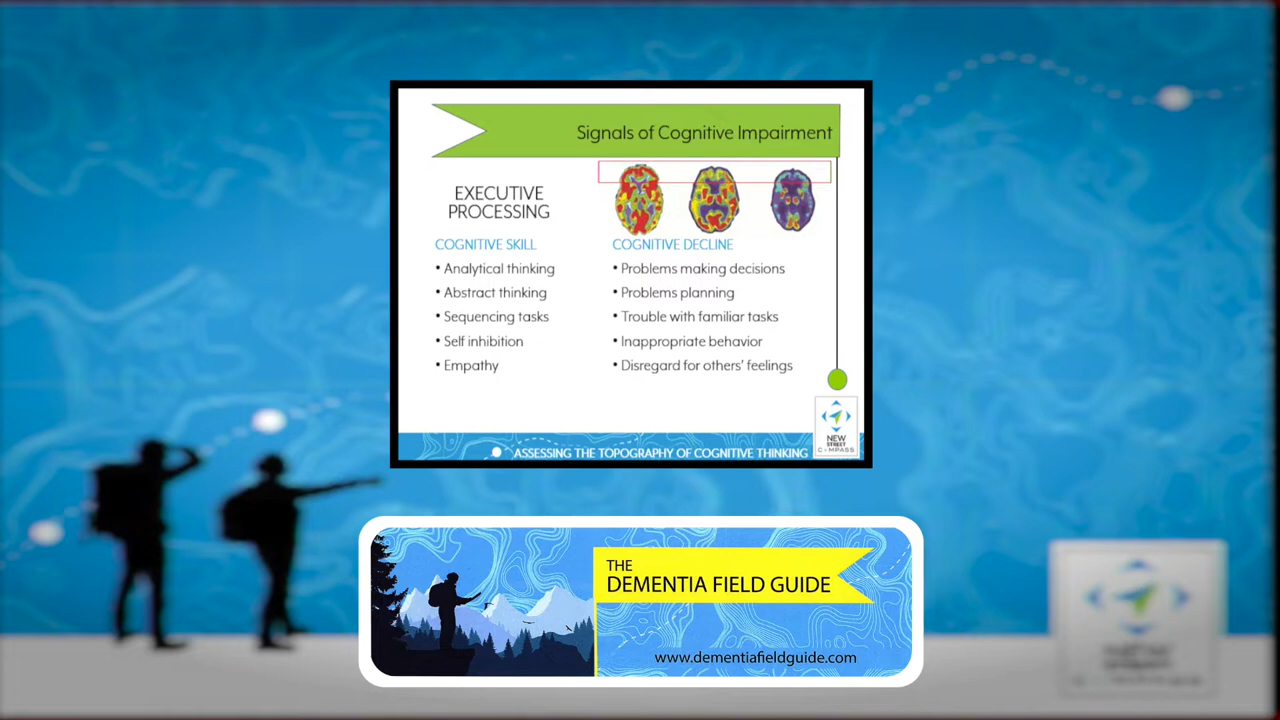 Signals of Cognitive Impairment
EXECUTIVE
PROCESSING
COGNITIVE SKILL
• Analytical thinking
• Abstract thinking
• Sequencing tasks
• Self inhibition
• Empathy
COGNITIVE DECLINE
• Problems making decisions
• Problems planning
• Trouble with familiar tasks
• Inappropriate behavior
• Disregard for others' feelings
NEW
STREET
COMPASS
ASSESSING THE TOPOGRAPHY OF COGNITIVE THINKING
THE
DEMENTIA FIELD GUIDE
www.dementiafieldguide.com